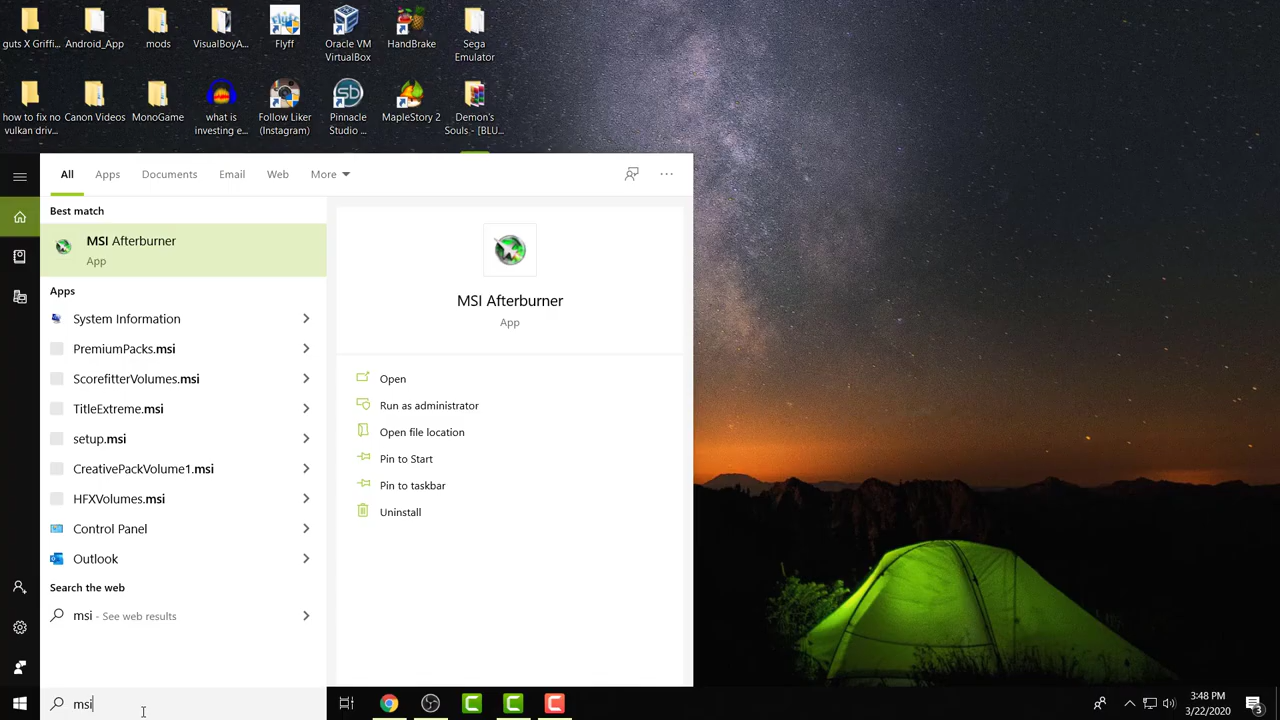 guts X Griffi...
Android_App
.mods
VisualBoyA...
Flyff
Oracle VM
VirtualBox
HandBrake
Sega
Emulator
how to fix no
vulkan driv...
Canon Videos
MonoGame
what is
investing e...
Follow Liker
(Instagram)
Pinnacle
Studio ...
MapleStory 2
Demon's
Souls - [BLU...
All Apps Documents Email Web More
Best match
MSI Afterburner
App
Apps
System Information
PremiumPacks.msi
ScorefitterVolumes.msi
TitleExtreme.msi
setup.msi
CreativePackVolume1.msi
HFXVolumes.msi
Control Panel
Outlook
Search the web
msi - See web results
MSI Afterburner
App
Open
Run as administrator
Open file location
Pin to Start
Pin to taskbar
Uninstall
msi
3:48 PM
3/22/2020
3